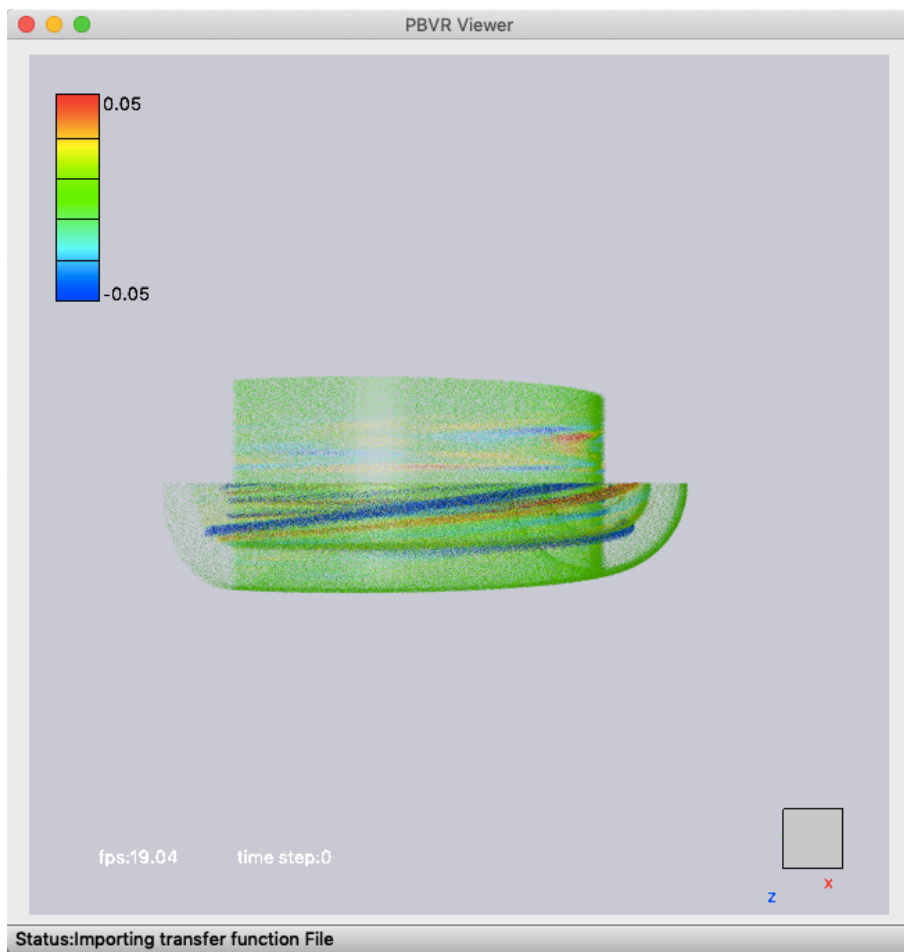 PBVR Viewer
0.05
-0.05
fps:19.04 time step:0
x
z
Status:Importing transfer function File